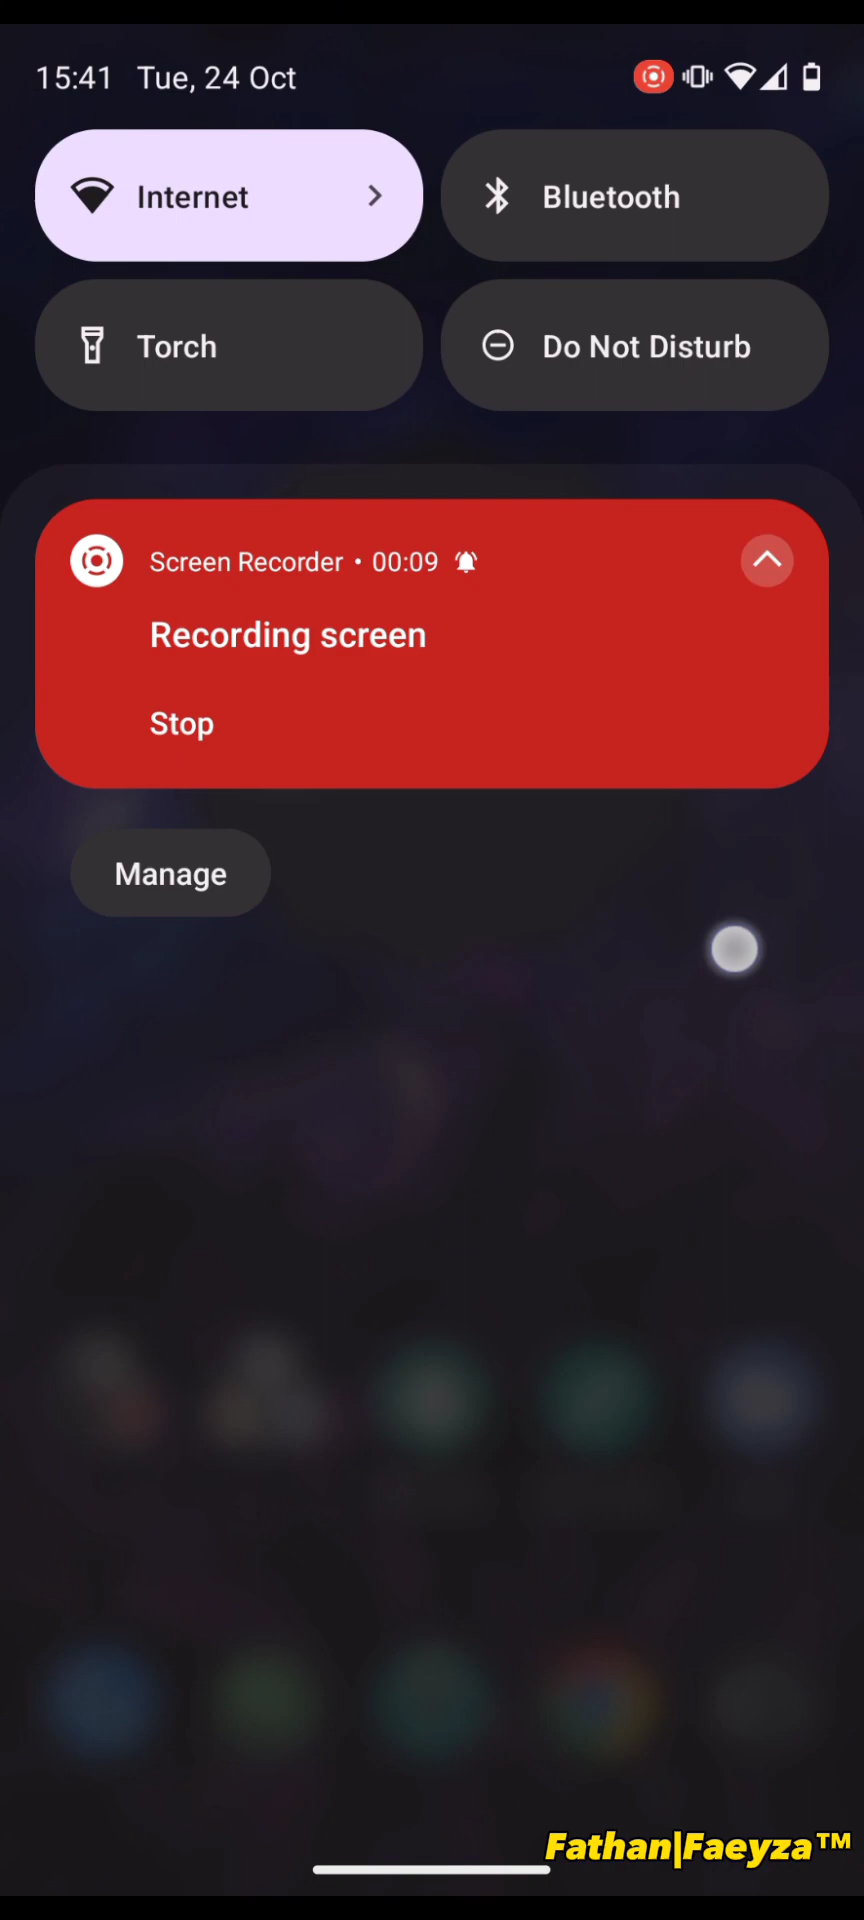 15:41 Tue, 24 Oct
Internet
Bluetooth
Torch
Do Not Disturb
Screen Recorder • 00:09
Recording screen
Stop
Manage
Fathan|Faeyza™